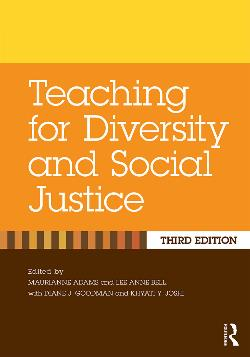 Teaching
for Diversity
and Social
Justice
THIRD EDITION
Edited by
MAURIANNE ADAMS and LEE ANNE BELL
with DIANE J. GOODMAN and KHYATI Y. JOSHI